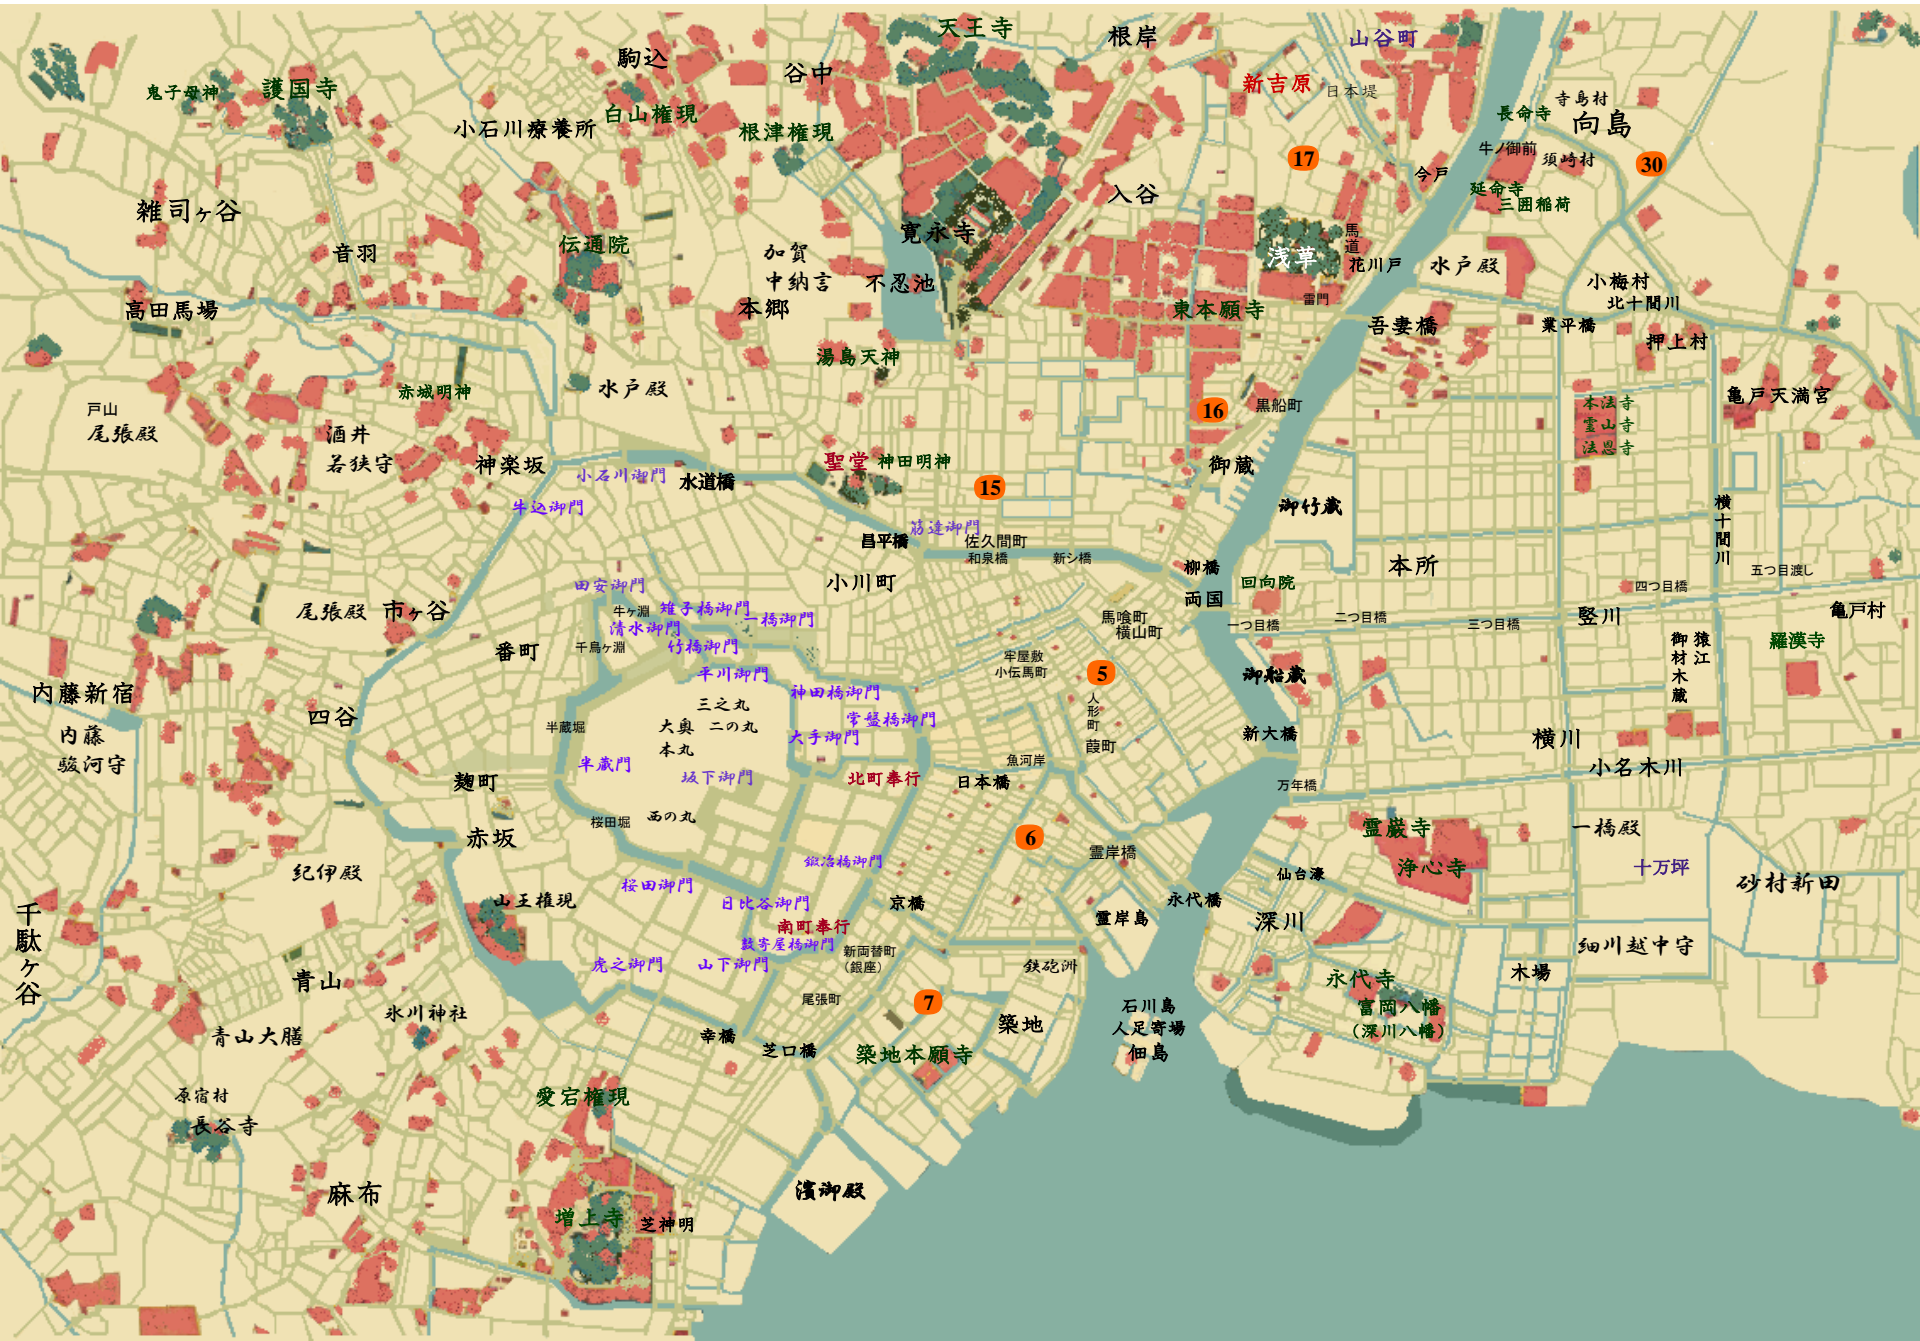 天王寺
根岸
山谷町
駒込
谷中
新吉原
日本堤
鬼子母神
護国寺
小石川療養所
白山権現
根津権現
寺島村
長命寺
向島
牛ノ御前
須崎村
17
30
今戸
延命寺
三囲稲荷
雑司ヶ谷
音羽
伝通院
入谷
寛永寺
加賀
中納言
不忍池
本郷
浅草
馬道
花川戸
水戸殿
雷門
東本願寺
吾妻橋
小梅村
北十間川
業平橋
押上村
高田馬場
湯島天神
赤城明神
水戸殿
戸山
尾張殿
酒井
若狭守
神楽坂
16
黒船町
本法寺
霊山寺
法恩寺
亀戸天満宮
聖堂
神田明神
小石川御門
水道橋
牛込御門
15
御蔵
御竹蔵
横十間川
筋違御門
昌平橋
佐久間町
和泉橋
新シ橋
小川町
柳橋
両国
回向院
本所
五つ目渡し
四つ目橋
亀戸村
竪川
一つ目橋
二つ目橋
三つ目橋
田安御門
牛ヶ淵
雉子橋御門
一橋御門
清水御門
竹橋御門
千鳥ヶ淵
平川御門
尾張殿
市ヶ谷
番町
馬喰町
横山町
牢屋敷
小伝馬町
5
人形町
葭町
御船蔵
猿江
御材木蔵
羅漢寺
内藤新宿
内藤
駿河守
四谷
半蔵堀
三之丸
大奥
二の丸
本丸
神田橋御門
常盤橋御門
大手御門
半蔵門
坂下御門
北町奉行
魚河岸
日本橋
新大橋
横川
小名木川
万年橋
麹町
桜田堀
西の丸
6
赤坂
鍛冶橋御門
霊岸橋
霊巌寺
浄心寺
一橋殿
十万坪
砂村新田
仙台濠
紀伊殿
桜田御門
日比谷御門
京橋
永代橋
霊岸島
深川
山王権現
南町奉行
数寄屋橋御門
新両替町
(銀座)
細川越中守
千駄ヶ谷
虎之御門
山下御門
鉄砲洲
木場
青山
尾張町
7
永代寺
富岡八幡
(深川八幡)
氷川神社
青山大膳
幸橋
芝口橋
築地
築地本願寺
石川島
人足寄場
佃島
原宿村
長谷寺
愛宕権現
麻布
濱御殿
増上寺
芝神明